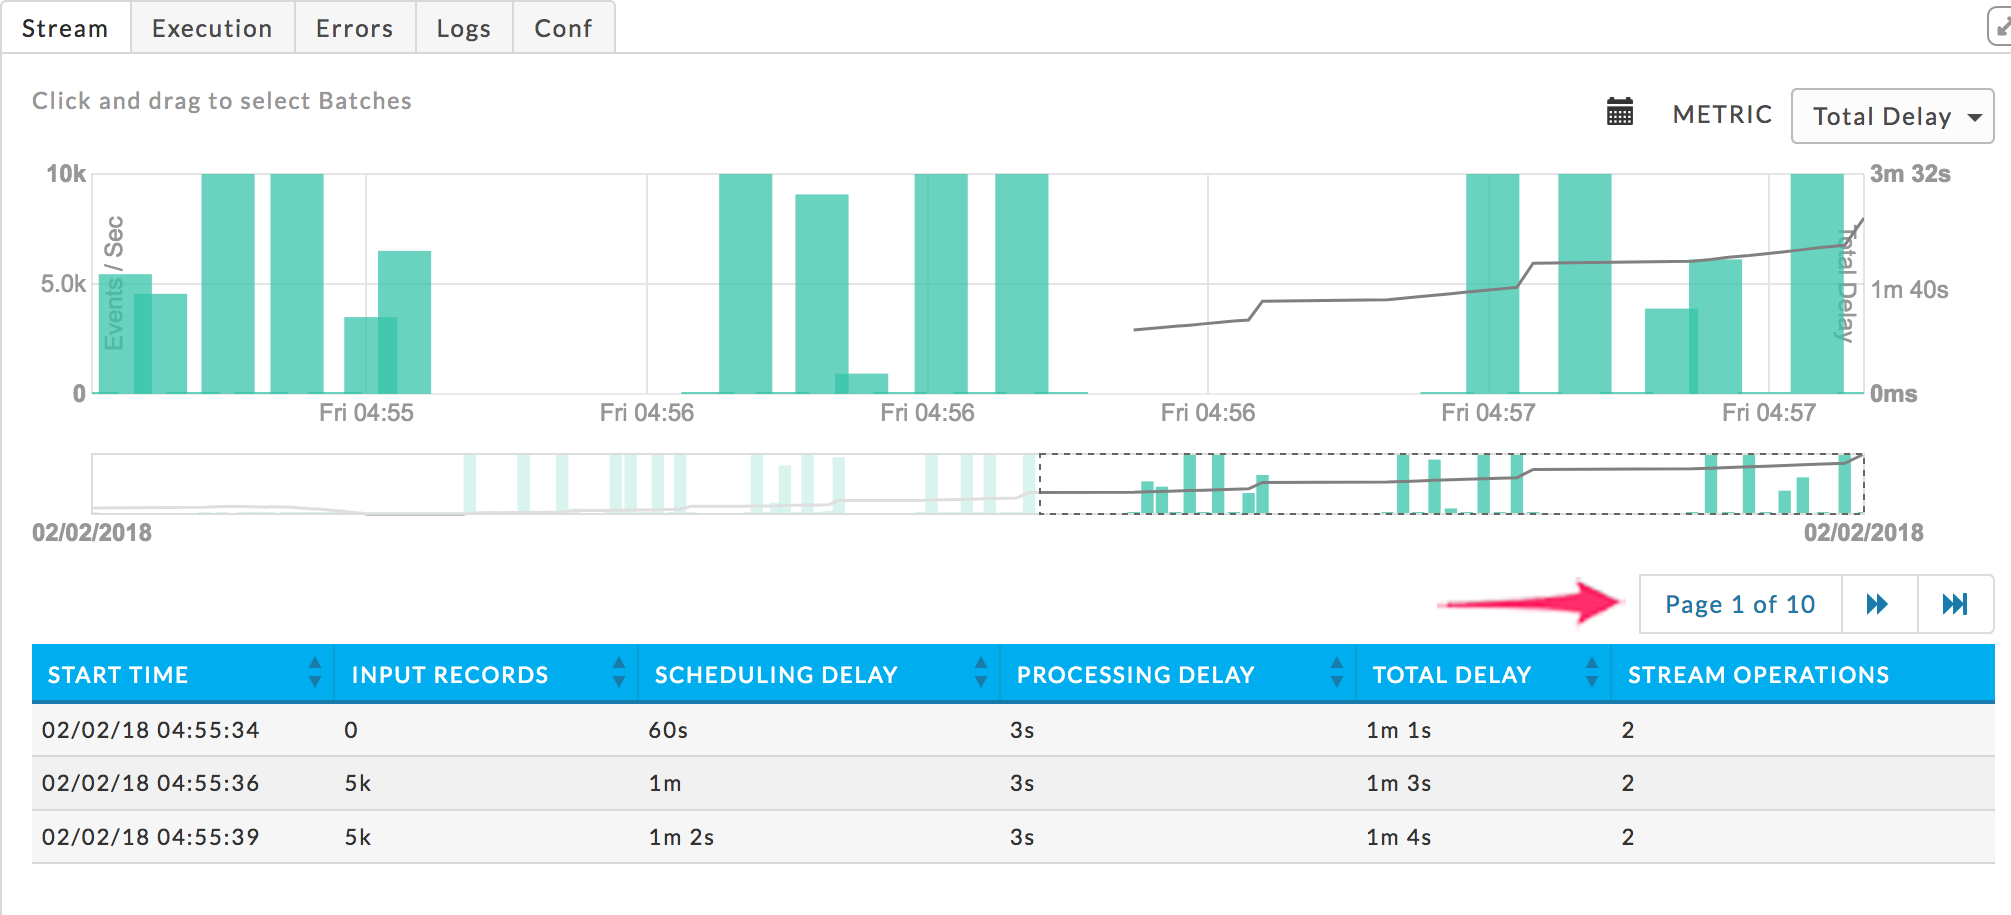 Stream Execution Errors Logs Conf
Click and drag to select Batches
METRIC Total Delay
10k
5.0k
0
Events / Sec
3m 32s
1m 40s
0ms
Total Delay
Fri 04:55 Fri 04:56 Fri 04:56 Fri 04:56 Fri 04:57 Fri 04:57
02/02/2018 02/02/2018
Page 1 of 10
START TIME INPUT RECORDS SCHEDULING DELAY PROCESSING DELAY TOTAL DELAY STREAM OPERATIONS
02/02/18 04:55:34 0 60s 3s 1m 1s 2
02/02/18 04:55:36 5k 1m 3s 1m 3s 2
02/02/18 04:55:39 5k 1m 2s 3s 1m 4s 2